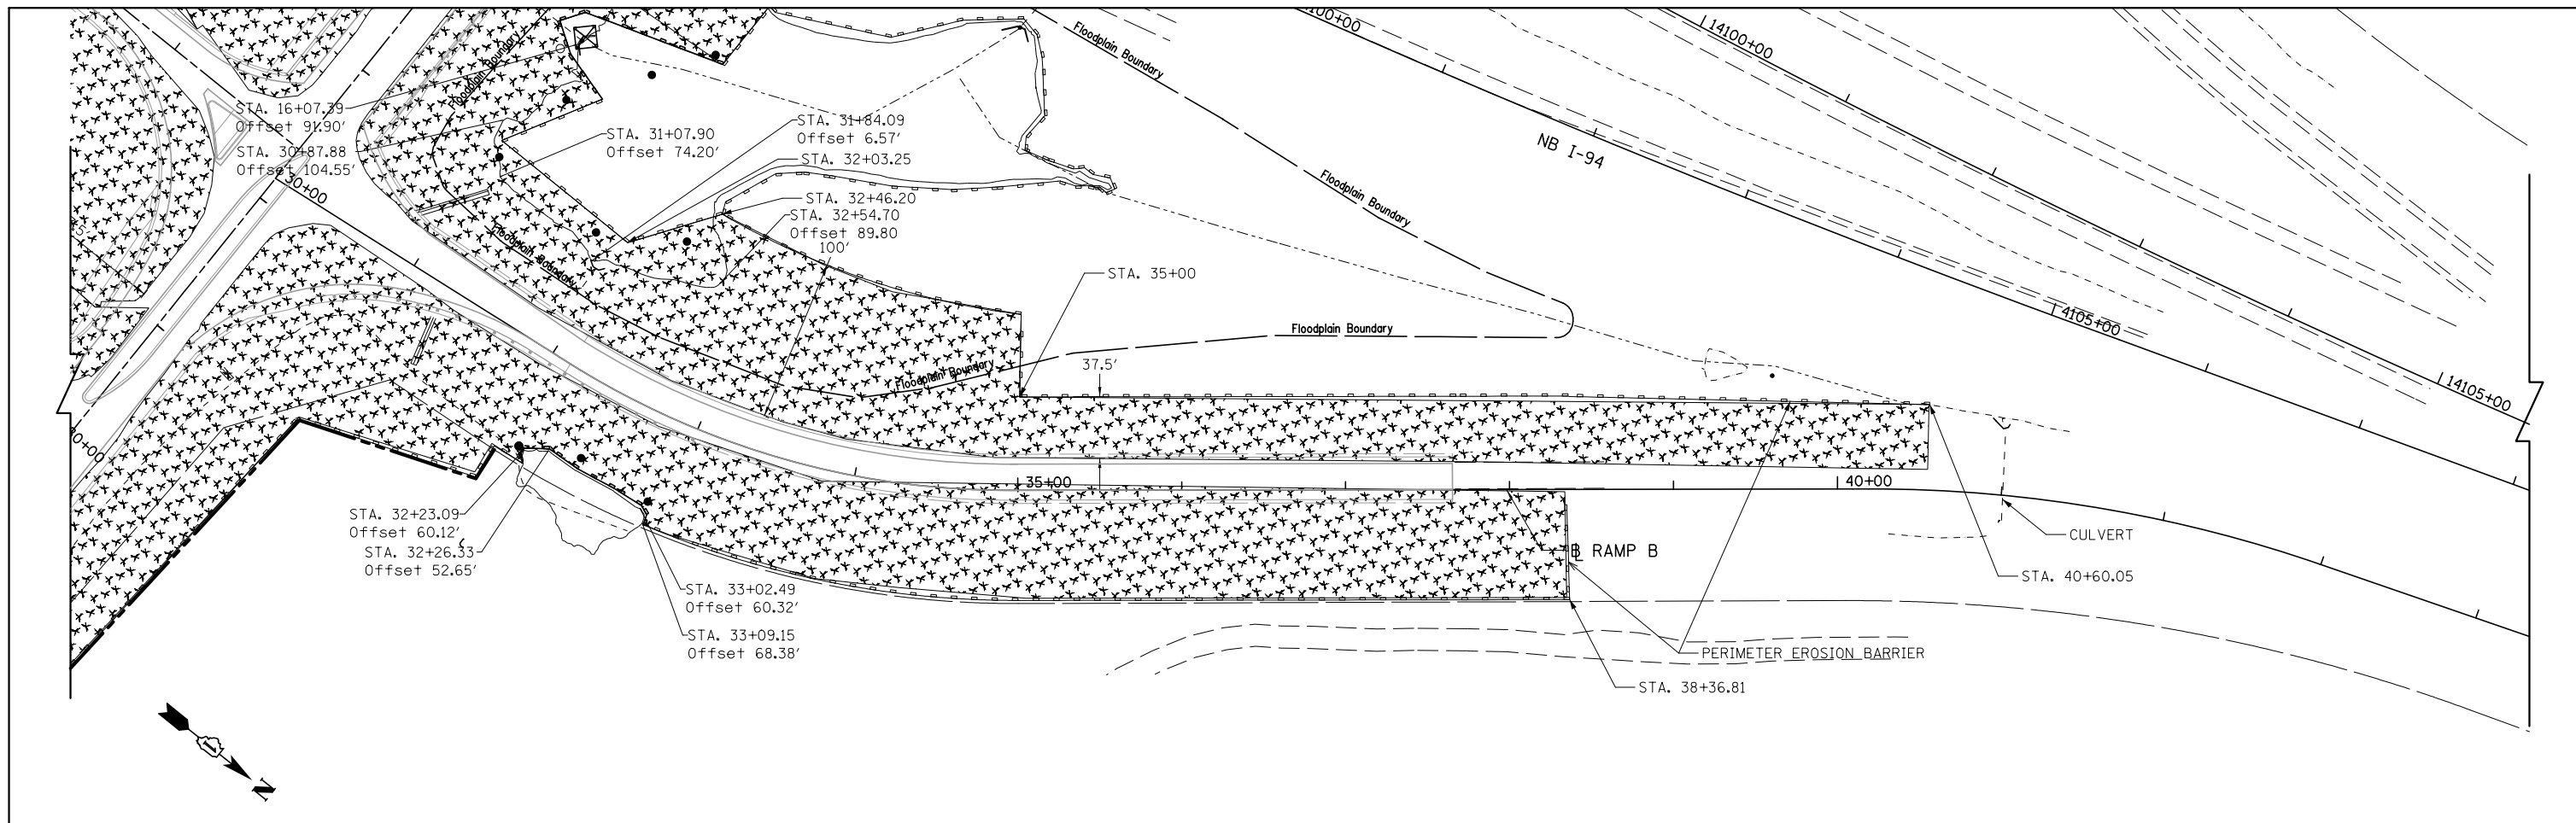 Floodplain Boundary
Floodplain Boundary
4100+00
14100+00
STA. 16+07.39
Offset 91.90'
STA. 30+87.88
Offset 104.55'
STA. 31+07.90
Offset 74.20'
STA. 31+84.09
Offset 6.57'
STA. 32+03.25
NB I-94
30+00
STA. 32+46.20
STA. 32+54.70
Offset 89.80
100'
Floodplain Boundary
Floodplain Boundary
STA. 35+00
4105+00
Floodplain Boundary
37.5'
Floodplain Boundary
14105+00
35+00
40+00
STA. 32+23.09
Offset 60.12'
STA. 32+26.33
Offset 52.65'
CULVERT
RAMP B
STA. 40+60.05
STA. 33+02.49
Offset 60.32'
STA. 33+09.15
Offset 68.38'
PERIMETER EROSION BARRIER
STA. 38+36.81
N